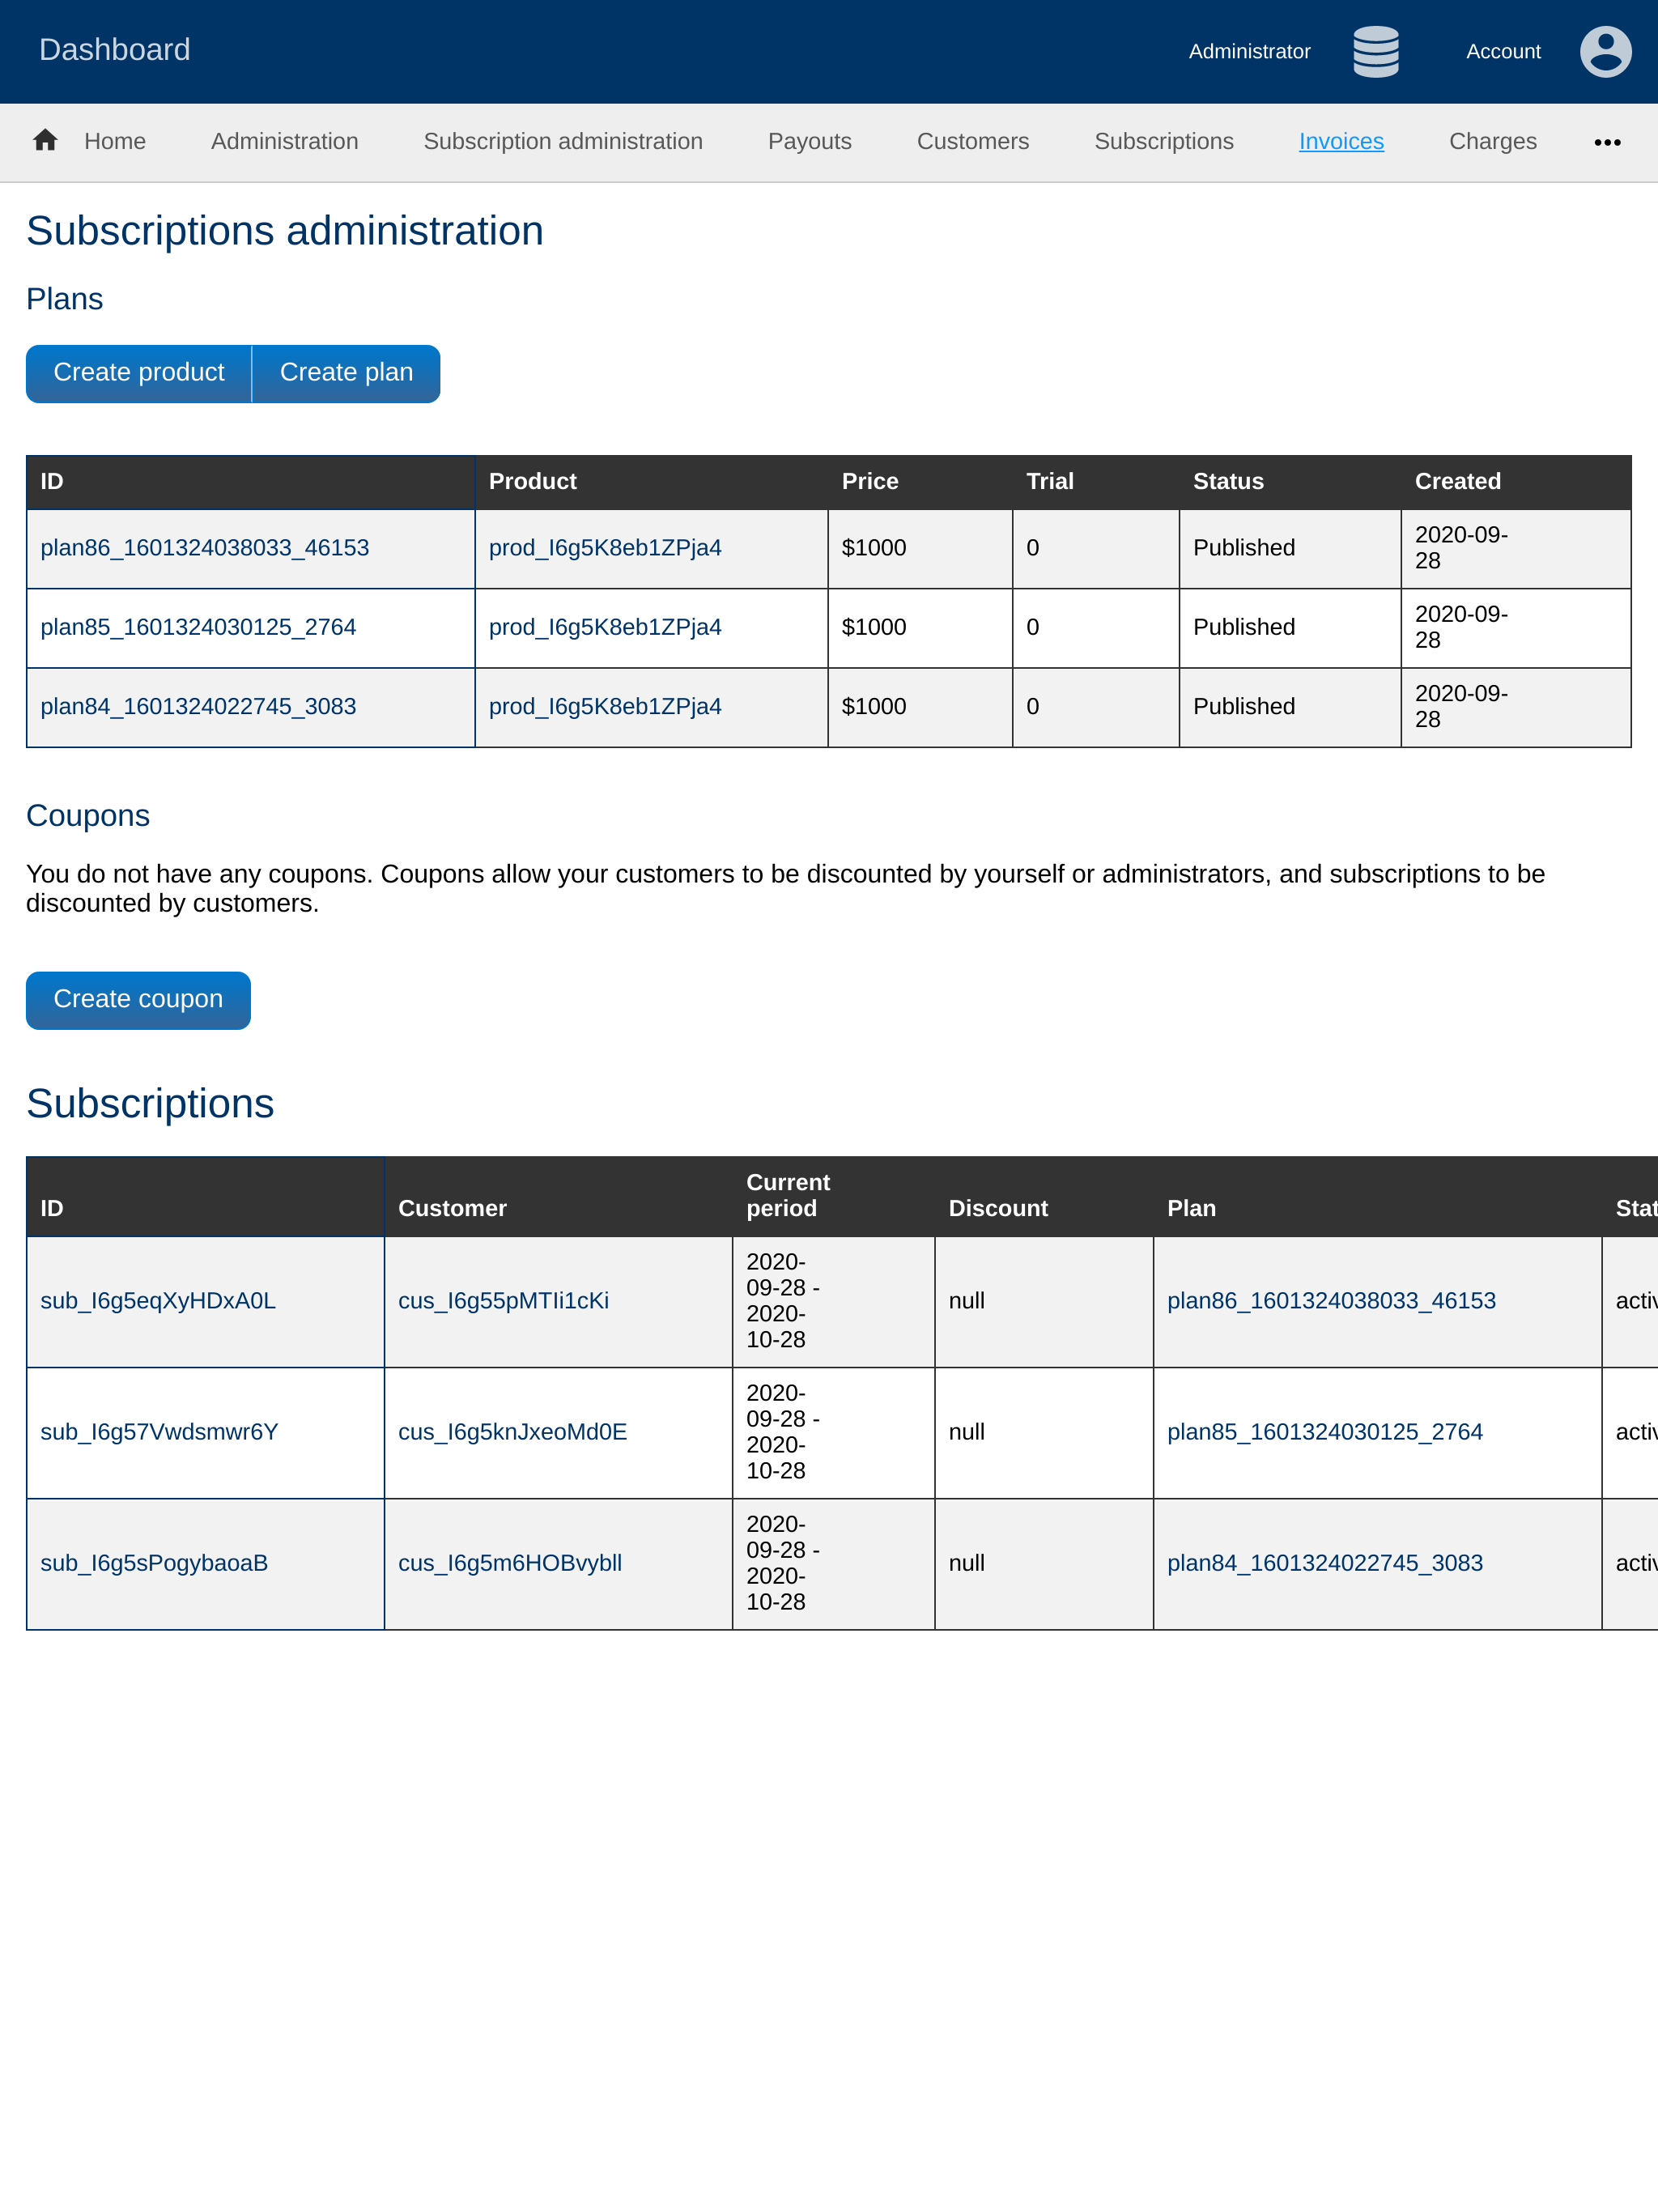 Dashboard
Administrator
Account
Home
Administration
Subscription administration
Payouts
Customers
Subscriptions
Invoices
Charges
Subscriptions administration
Plans
Create product
Create plan
ID Product Price Trial Status Created
plan86_1601324038033_46153 prod_I6g5K8eb1ZPja4 $1000 0 Published 2020-09-
28
plan85_1601324030125_2764 prod_I6g5K8eb1ZPja4 $1000 0 Published 2020-09-
28
plan84_1601324022745_3083 prod_I6g5K8eb1ZPja4 $1000 0 Published 2020-09-
28
Coupons
You do not have any coupons. Coupons allow your customers to be discounted by yourself or administrators, and subscriptions to be
discounted by customers.
Create coupon
Subscriptions
ID Customer Current
period Discount Plan Stat
sub_I6g5eqXyHDxA0L cus_I6g55pMTIi1cKi 2020-
09-28 -
2020-
10-28 null plan86_1601324038033_46153 activ
sub_I6g57Vwdsmwr6Y cus_I6g5knJxeoMd0E 2020-
09-28 -
2020-
10-28 null plan85_1601324030125_2764 activ
sub_I6g5sPogybaoaB cus_I6g5m6HOBvybll 2020-
09-28 -
2020-
10-28 null plan84_1601324022745_3083 activ